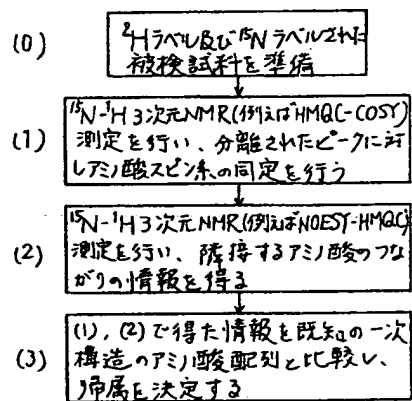 (0)
²Hラベル及び¹⁵Nラベルされた
被検試料を準備
(1)
¹⁵N-¹H3次元NMR(例えばHMQC-COSY)
測定を行い、分離されたピークに対
しアミノ酸スピン系の同定を行う
(2)
¹⁵N-¹H3次元NMR(例えばNOESY-HMQC)
測定を行い、隣接するアミノ酸のつな
がりの情報を得る
(3)
(1),(2)で得た情報を既知の一次
構造のアミノ酸配列と比較し、
帰属を決定する